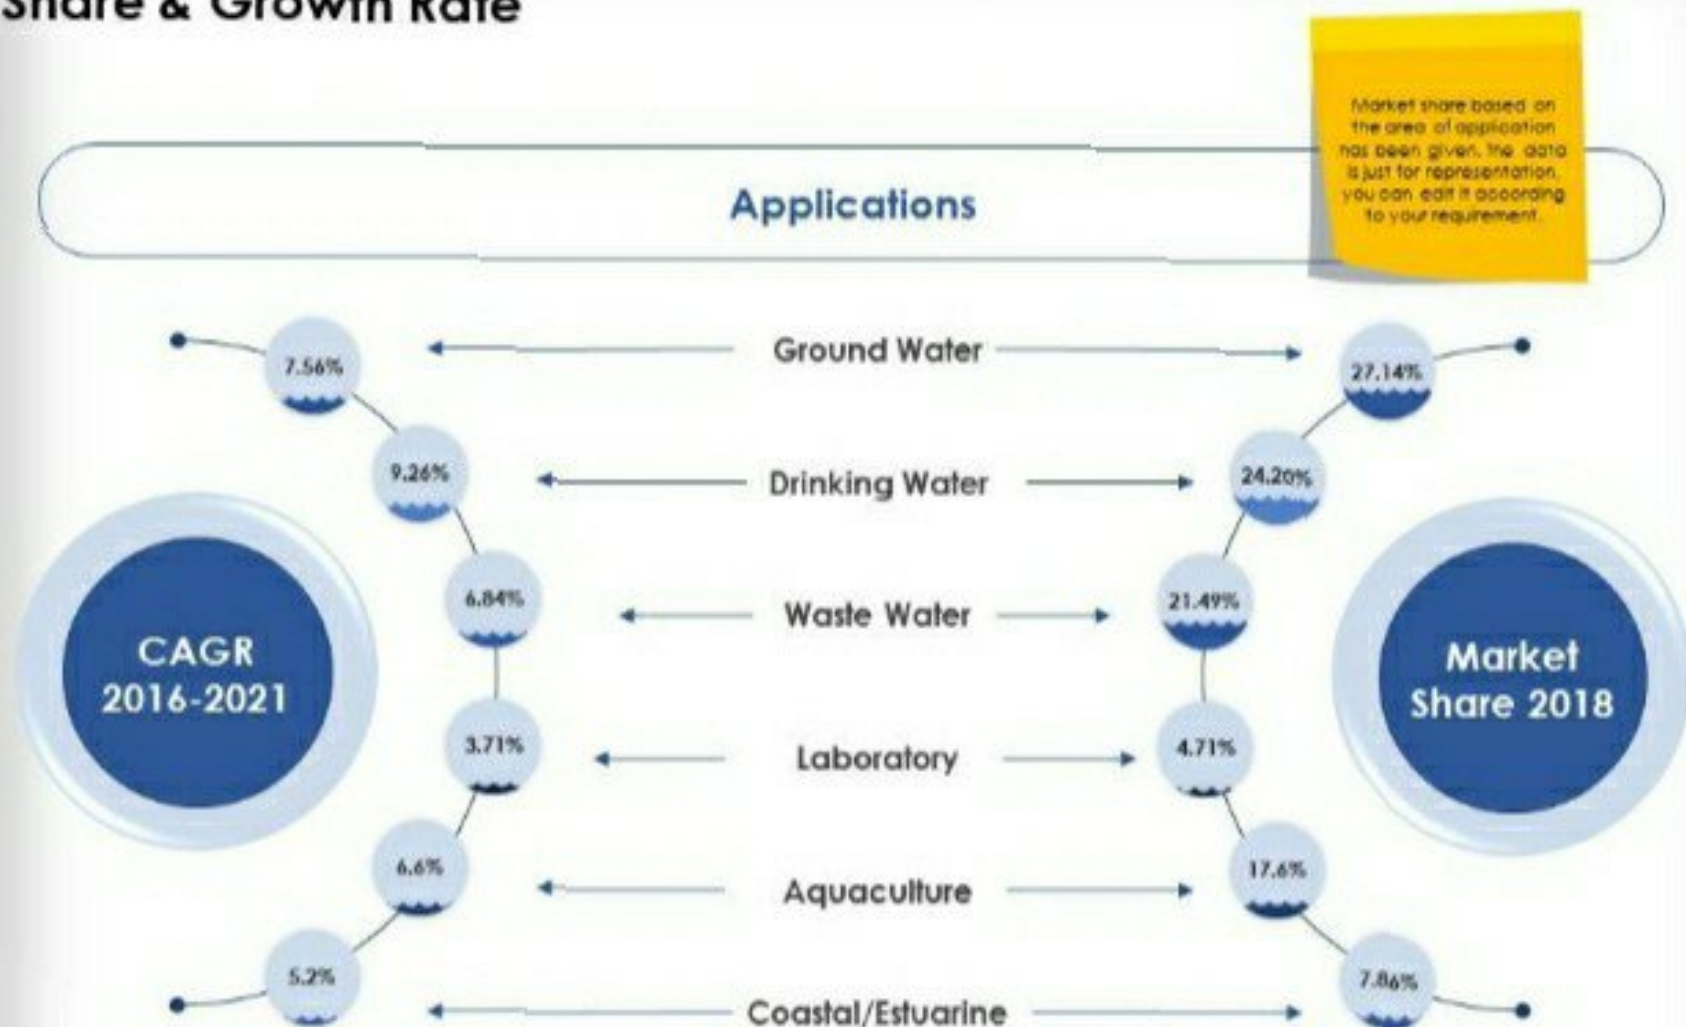 Share & Growth Rate
Market share based on
the area of application
has been given. The data
is just for representation,
you can edit it according
to your requirement.
Applications
7.56%
Ground Water
27.14%
9.26%
Drinking Water
24.20%
6.84%
Waste Water
21.49%
CAGR
2016-2021
Market
Share 2018
3.71%
Laboratory
4.71%
6.6%
Aquaculture
17.6%
5.2%
Coastal/Estuarine
7.86%